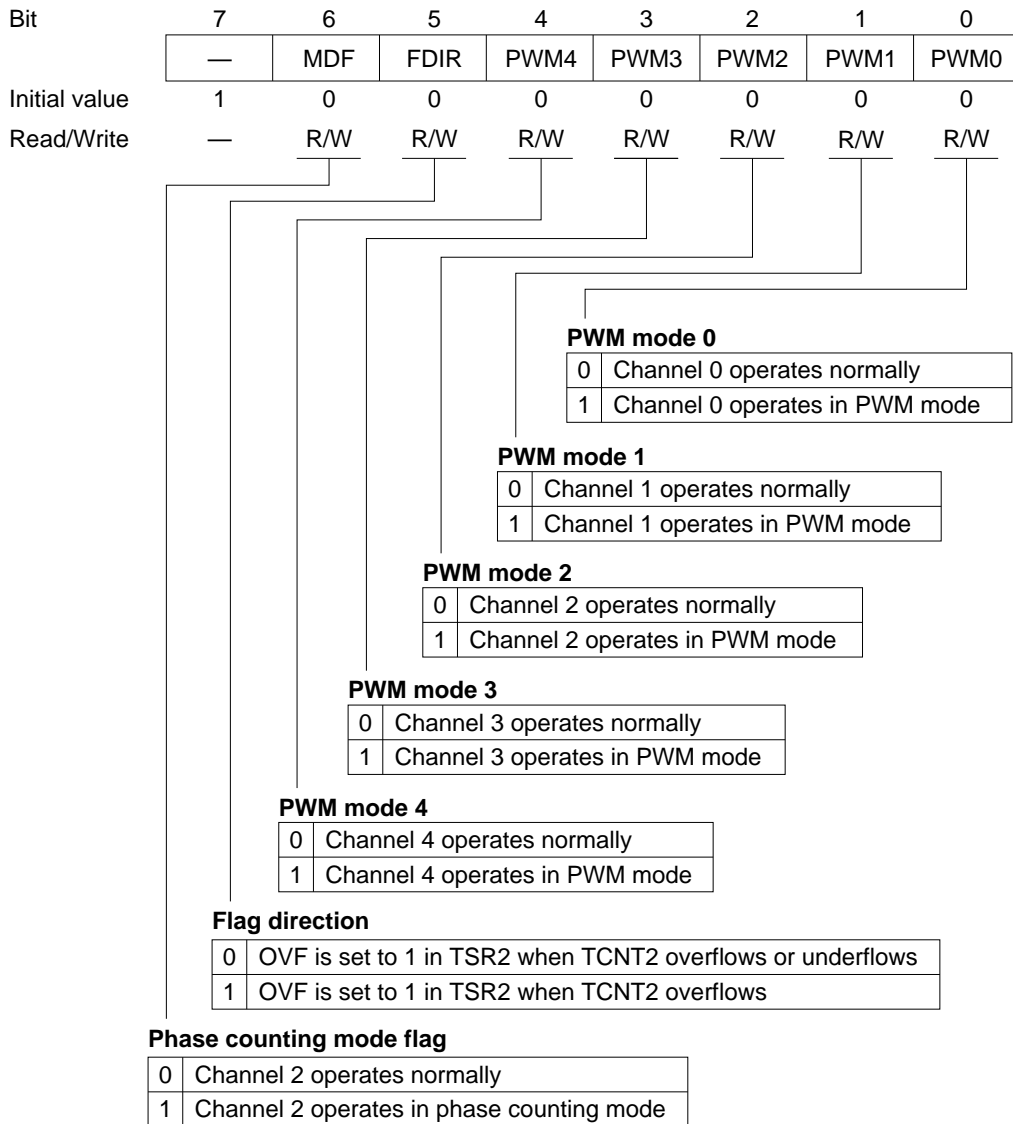 Bit 7 6 5 4 3 2 1 0
— MDF FDIR PWM4 PWM3 PWM2 PWM1 PWM0
Initial value 1 0 0 0 0 0 0 0
Read/Write — R/W R/W R/W R/W R/W R/W R/W
PWM mode 0
0 Channel 0 operates normally
1 Channel 0 operates in PWM mode
PWM mode 1
0 Channel 1 operates normally
1 Channel 1 operates in PWM mode
PWM mode 2
0 Channel 2 operates normally
1 Channel 2 operates in PWM mode
PWM mode 3
0 Channel 3 operates normally
1 Channel 3 operates in PWM mode
PWM mode 4
0 Channel 4 operates normally
1 Channel 4 operates in PWM mode
Flag direction
0 OVF is set to 1 in TSR2 when TCNT2 overflows or underflows
1 OVF is set to 1 in TSR2 when TCNT2 overflows
Phase counting mode flag
0 Channel 2 operates normally
1 Channel 2 operates in phase counting mode